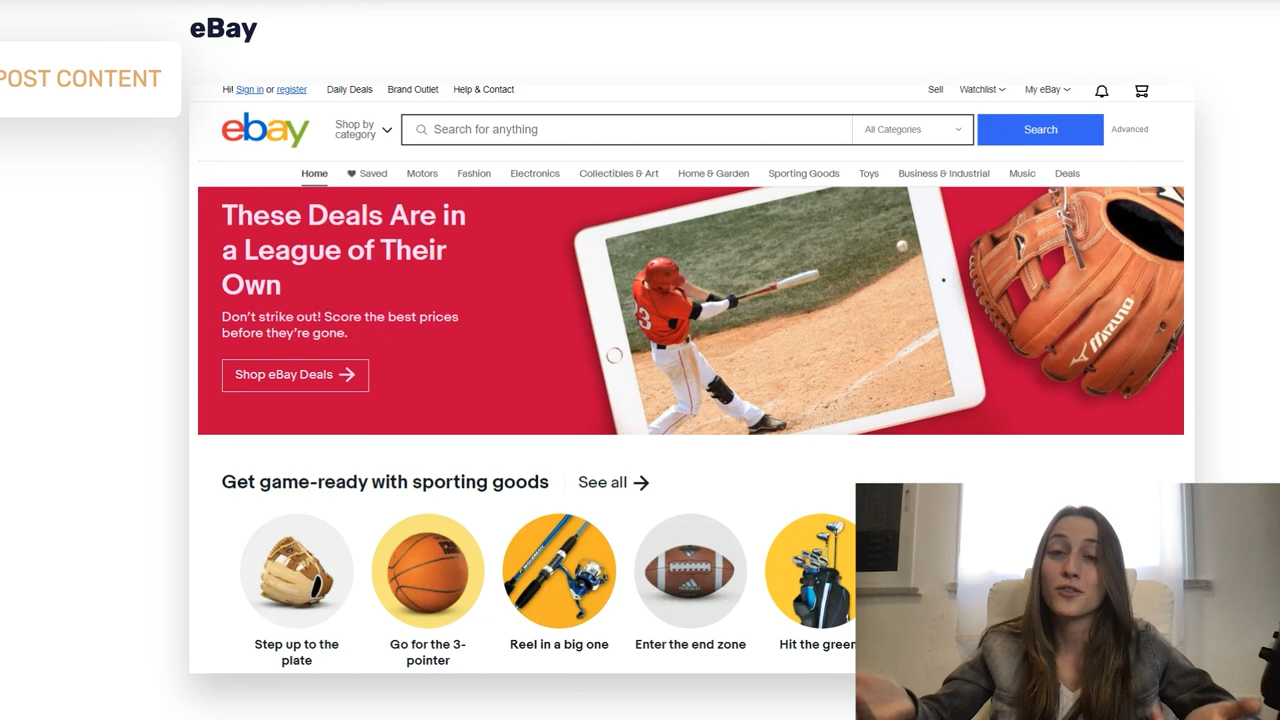 eBay
POST CONTENT
Hi! Sign in or register
Daily Deals
Brand Outlet
Help & Contact
Sell
Watchlist
My eBay
ebay
Shop by
category
Search for anything
All Categories
Search
Advanced
Home
Saved
Motors
Fashion
Electronics
Collectibles & Art
Home & Garden
Sporting Goods
Toys
Business & Industrial
Music
Deals
These Deals Are in
a League of Their
Own
Don't strike out! Score the best prices
before they're gone.
Shop eBay Deals
23
MIZUNO
Get game-ready with sporting goods
See all
adidas
Step up to the
plate
Go for the 3-
pointer
Reel in a big one
Enter the end zone
Hit the green